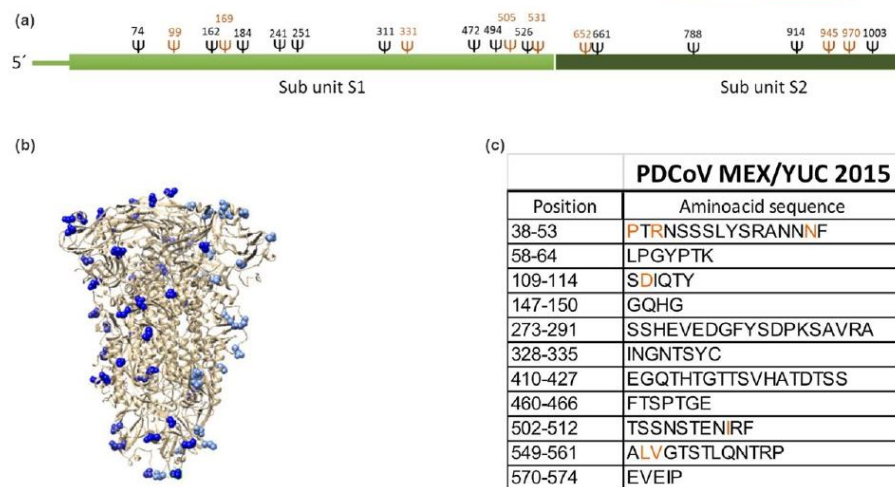 (a)
74 99 162 169 184 241 251 311 331 472 494 505 526 531 652 661 788 914 945 970 1003
5´
Sub unit S1 Sub unit S2
(b)
(c)
PDCoV MEX/YUC 2015
Position Aminoacid sequence
38-53 PTRNSSSLYSRANNNF
58-64 LPGYPTK
109-114 SDIQTY
147-150 GQHG
273-291 SSHEVEDGFYSDPKSAVRA
328-335 INGNTSYC
410-427 EGQTHTGTTSVHATDTSS
460-466 FTSPTGE
502-512 TSSNSTENIRF
549-561 ALVGTSTLQNTRP
570-574 EVEIP